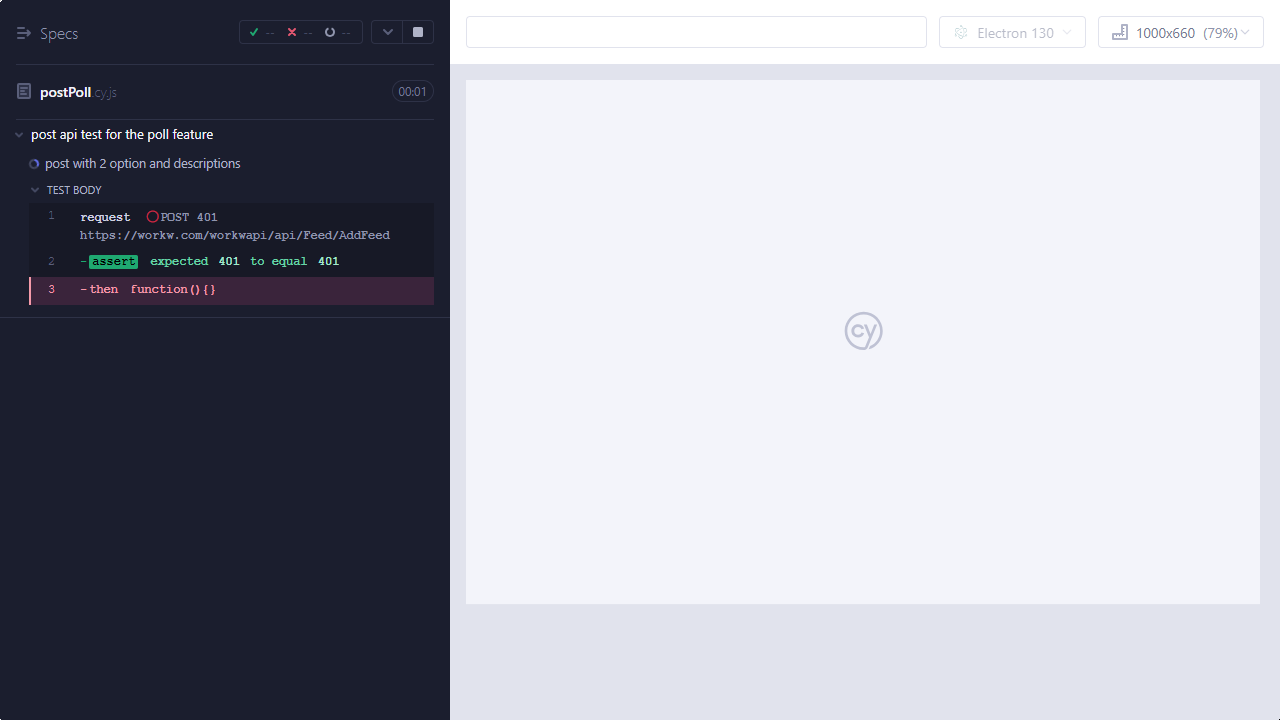 Specs
-- -- --
postPoll.cy.js 00:01
post api test for the poll feature
post with 2 option and descriptions
TEST BODY
1 request POST 401
https://workw.com/workwapi/api/Feed/AddFeed
2 -assert expected 401 to equal 401
3 -then function(){}
Electron 130
1000x660 (79%)
cy